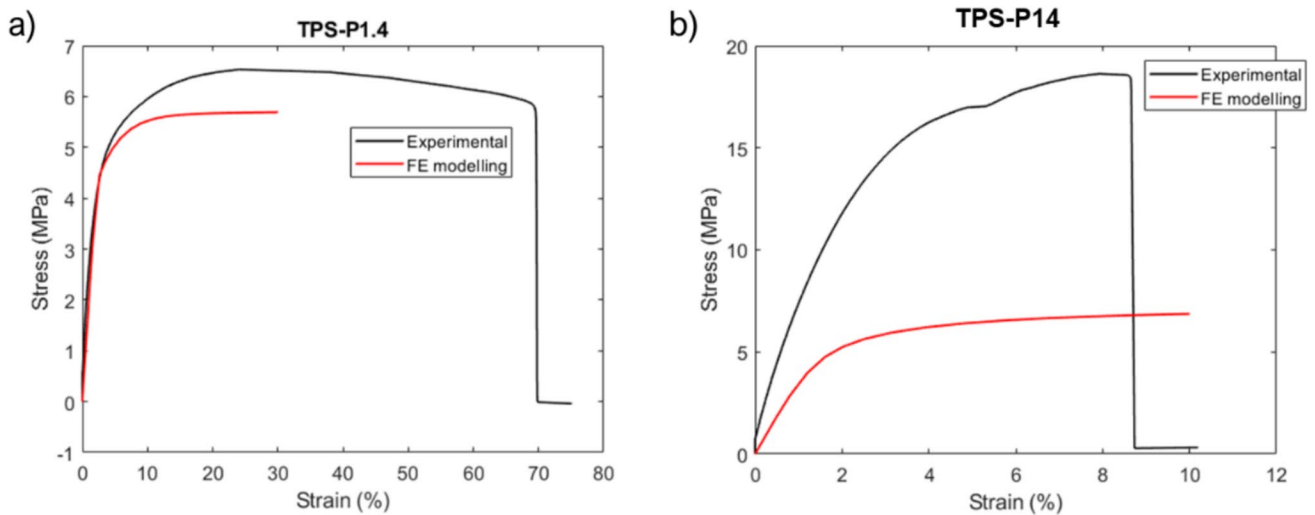 a)
TPS-P1.4
7
6
5
4
3
2
1
0
-1
Stress (MPa)
Experimental
FE modelling
0 10 20 30 40 50 60 70 80
Strain (%)
b)
TPS-P14
20
15
10
5
0
Stress (MPa)
Experimental
FE modelling
0 2 4 6 8 10 12
Strain (%)